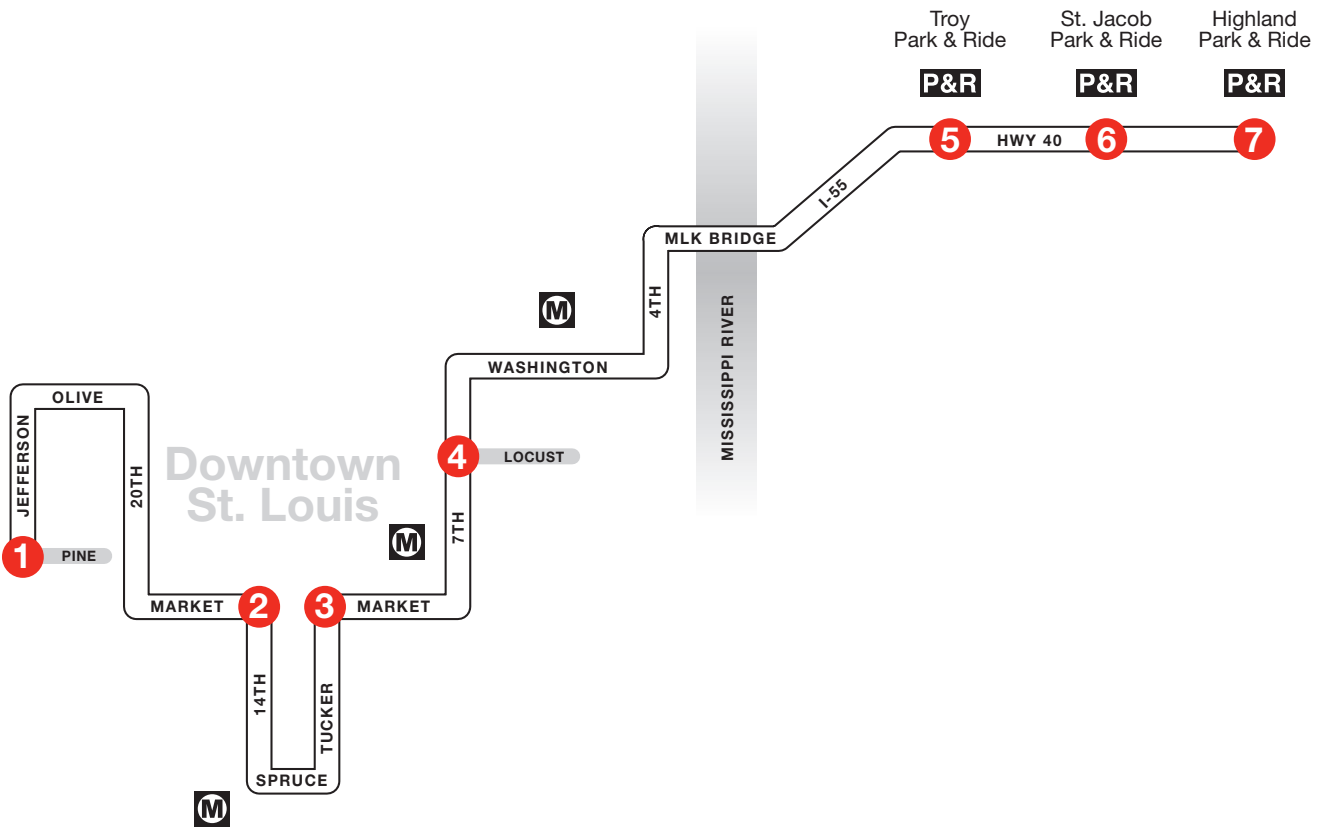 Troy
Park & Ride
St. Jacob
Park & Ride
Highland
Park & Ride
P&R
P&R
P&R
5
HWY 40
6
7
I-55
MLK BRIDGE
4TH
MISSISSIPPI RIVER
M
WASHINGTON
OLIVE
JEFFERSON
20TH
Downtown
St. Louis
4
LOCUST
7TH
M
1
PINE
MARKET
2
3
MARKET
14TH
TUCKER
SPRUCE
M